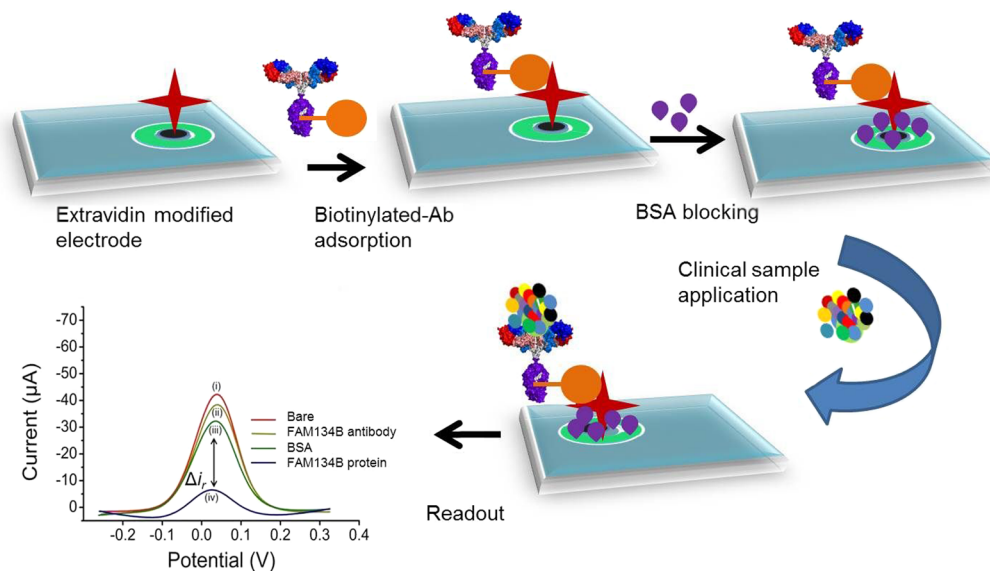 Extravidin modified
electrode
Biotinylated-Ab
adsorption
BSA blocking
Clinical sample
application
Readout
Current (µA)
-70
-60
-50
-40
-30
-20
-10
0
(i)
(ii)
(iii)
Δiᵣ
(iv)
Bare
FAM134B antibody
BSA
FAM134B protein
-0.2 -0.1 0.0 0.1 0.2 0.3 0.4
Potential (V)